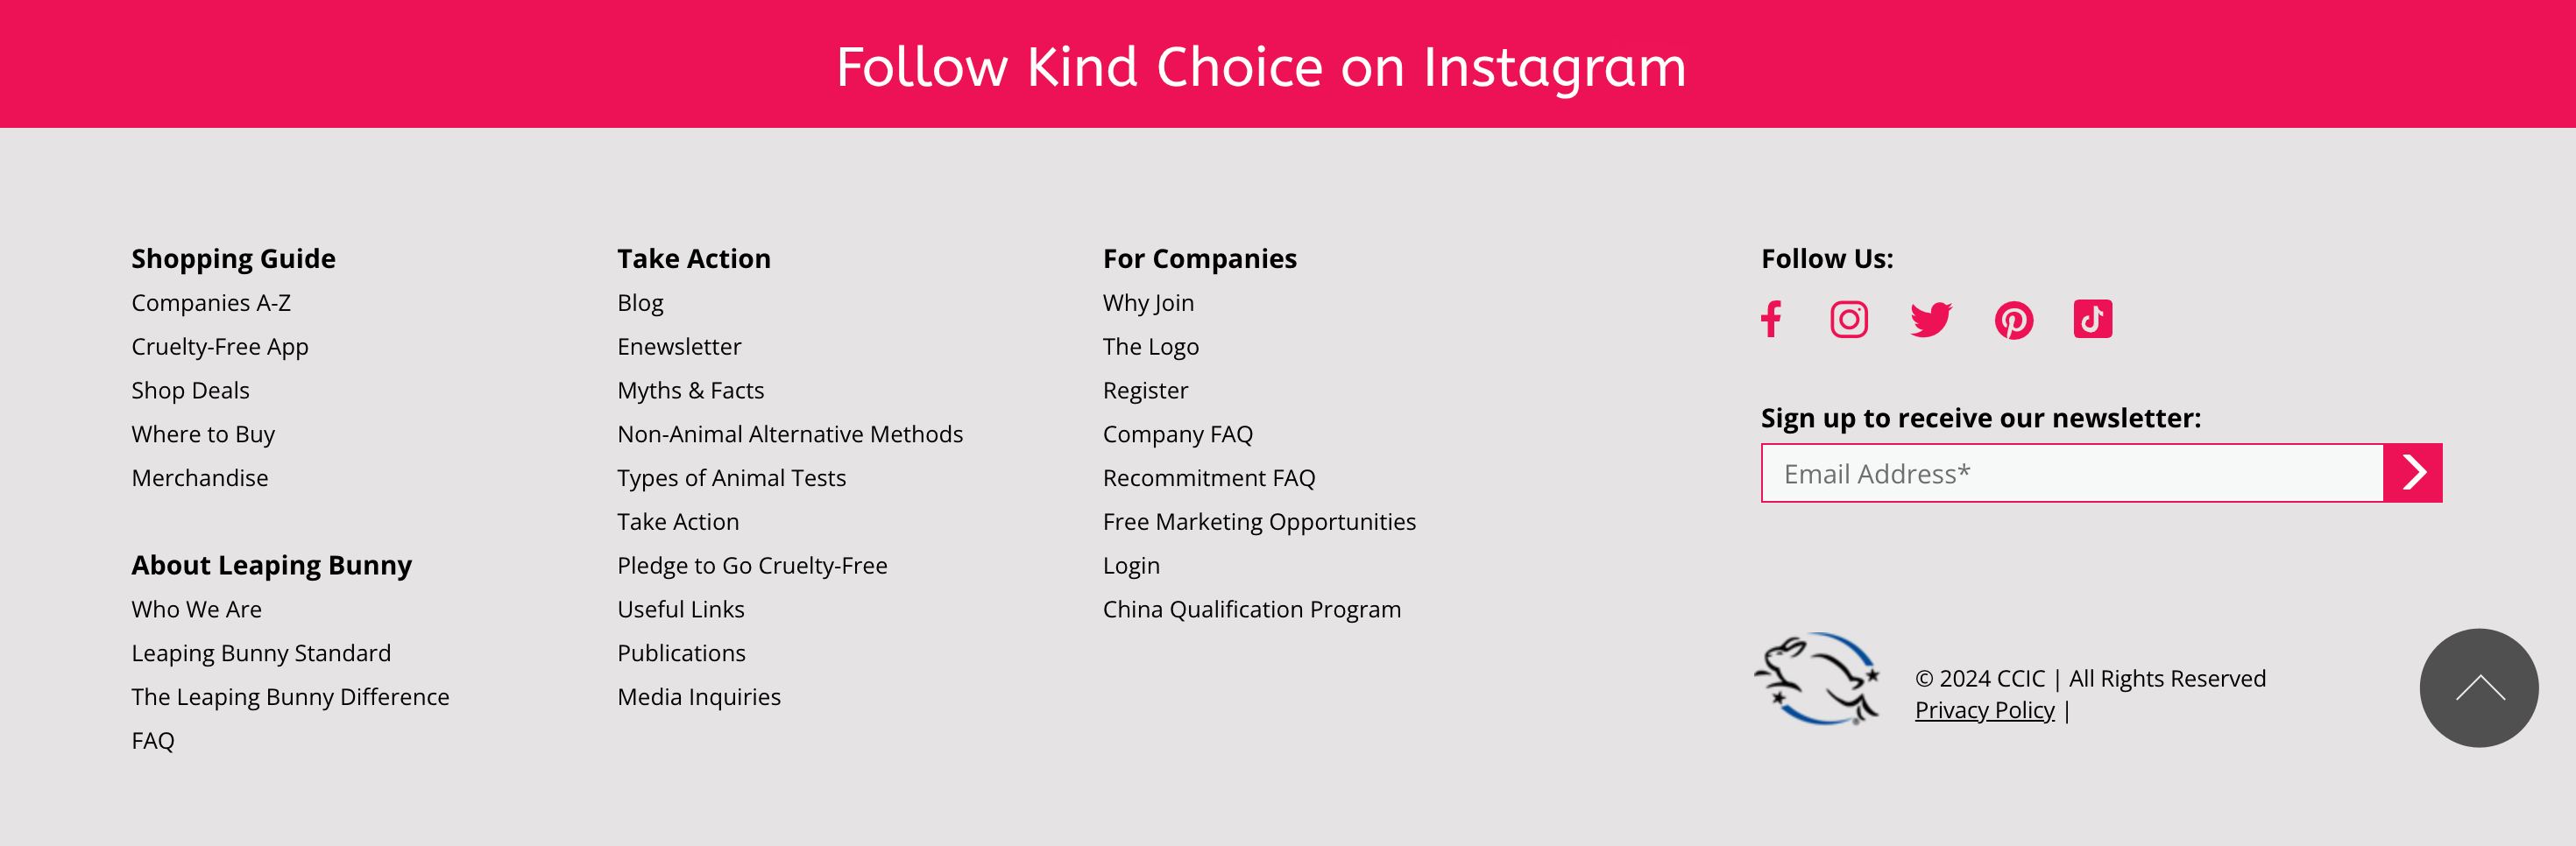 Follow Kind Choice on Instagram
Shopping Guide
Companies A-Z
Cruelty-Free App
Shop Deals
Where to Buy
Merchandise
About Leaping Bunny
Who We Are
Leaping Bunny Standard
The Leaping Bunny Difference
FAQ
Take Action
Blog
Enewsletter
Myths & Facts
Non-Animal Alternative Methods
Types of Animal Tests
Take Action
Pledge to Go Cruelty-Free
Useful Links
Publications
Media Inquiries
For Companies
Why Join
The Logo
Register
Company FAQ
Recommitment FAQ
Free Marketing Opportunities
Login
China Qualification Program
Follow Us:
Sign up to receive our newsletter:
Email Address*
© 2024 CCIC | All Rights Reserved
Privacy Policy |